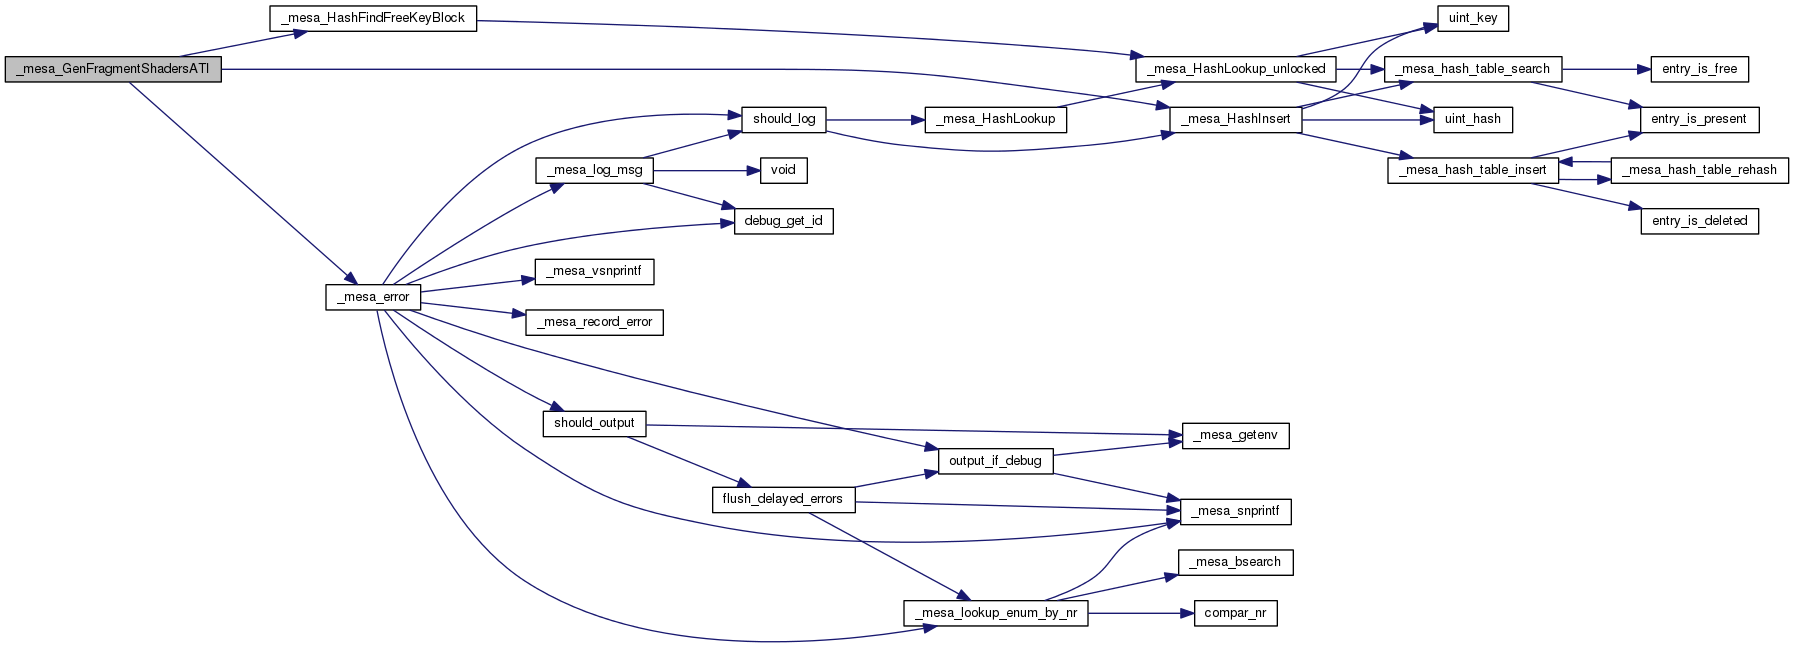 _mesa_GenFragmentShadersATI
_mesa_HashFindFreeKeyBlock
_mesa_error
should_log
_mesa_log_msg
void
debug_get_id
_mesa_vsnprintf
_mesa_record_error
should_output
flush_delayed_errors
output_if_debug
_mesa_lookup_enum_by_nr
_mesa_HashLookup
_mesa_HashLookup_unlocked
_mesa_HashInsert
_mesa_getenv
_mesa_snprintf
_mesa_bsearch
compar_nr
uint_key
_mesa_hash_table_search
uint_hash
_mesa_hash_table_insert
entry_is_free
entry_is_present
_mesa_hash_table_rehash
entry_is_deleted